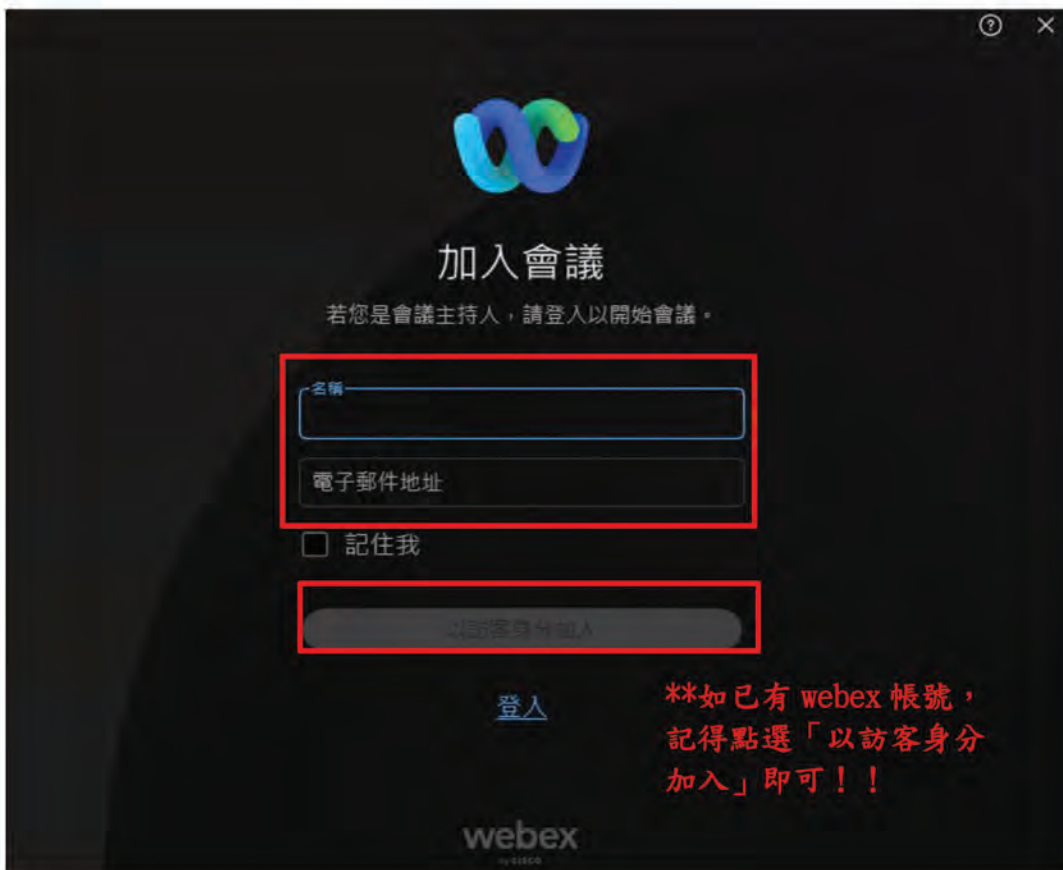 加入會議
若您是會議主持人，請登入以開始會議。
名稱
電子郵件地址
記住我
以訪客身分加入
登入
**如已有 webex 帳號，
記得點選「以訪客身分
加入」即可！！
webex
by CISCO